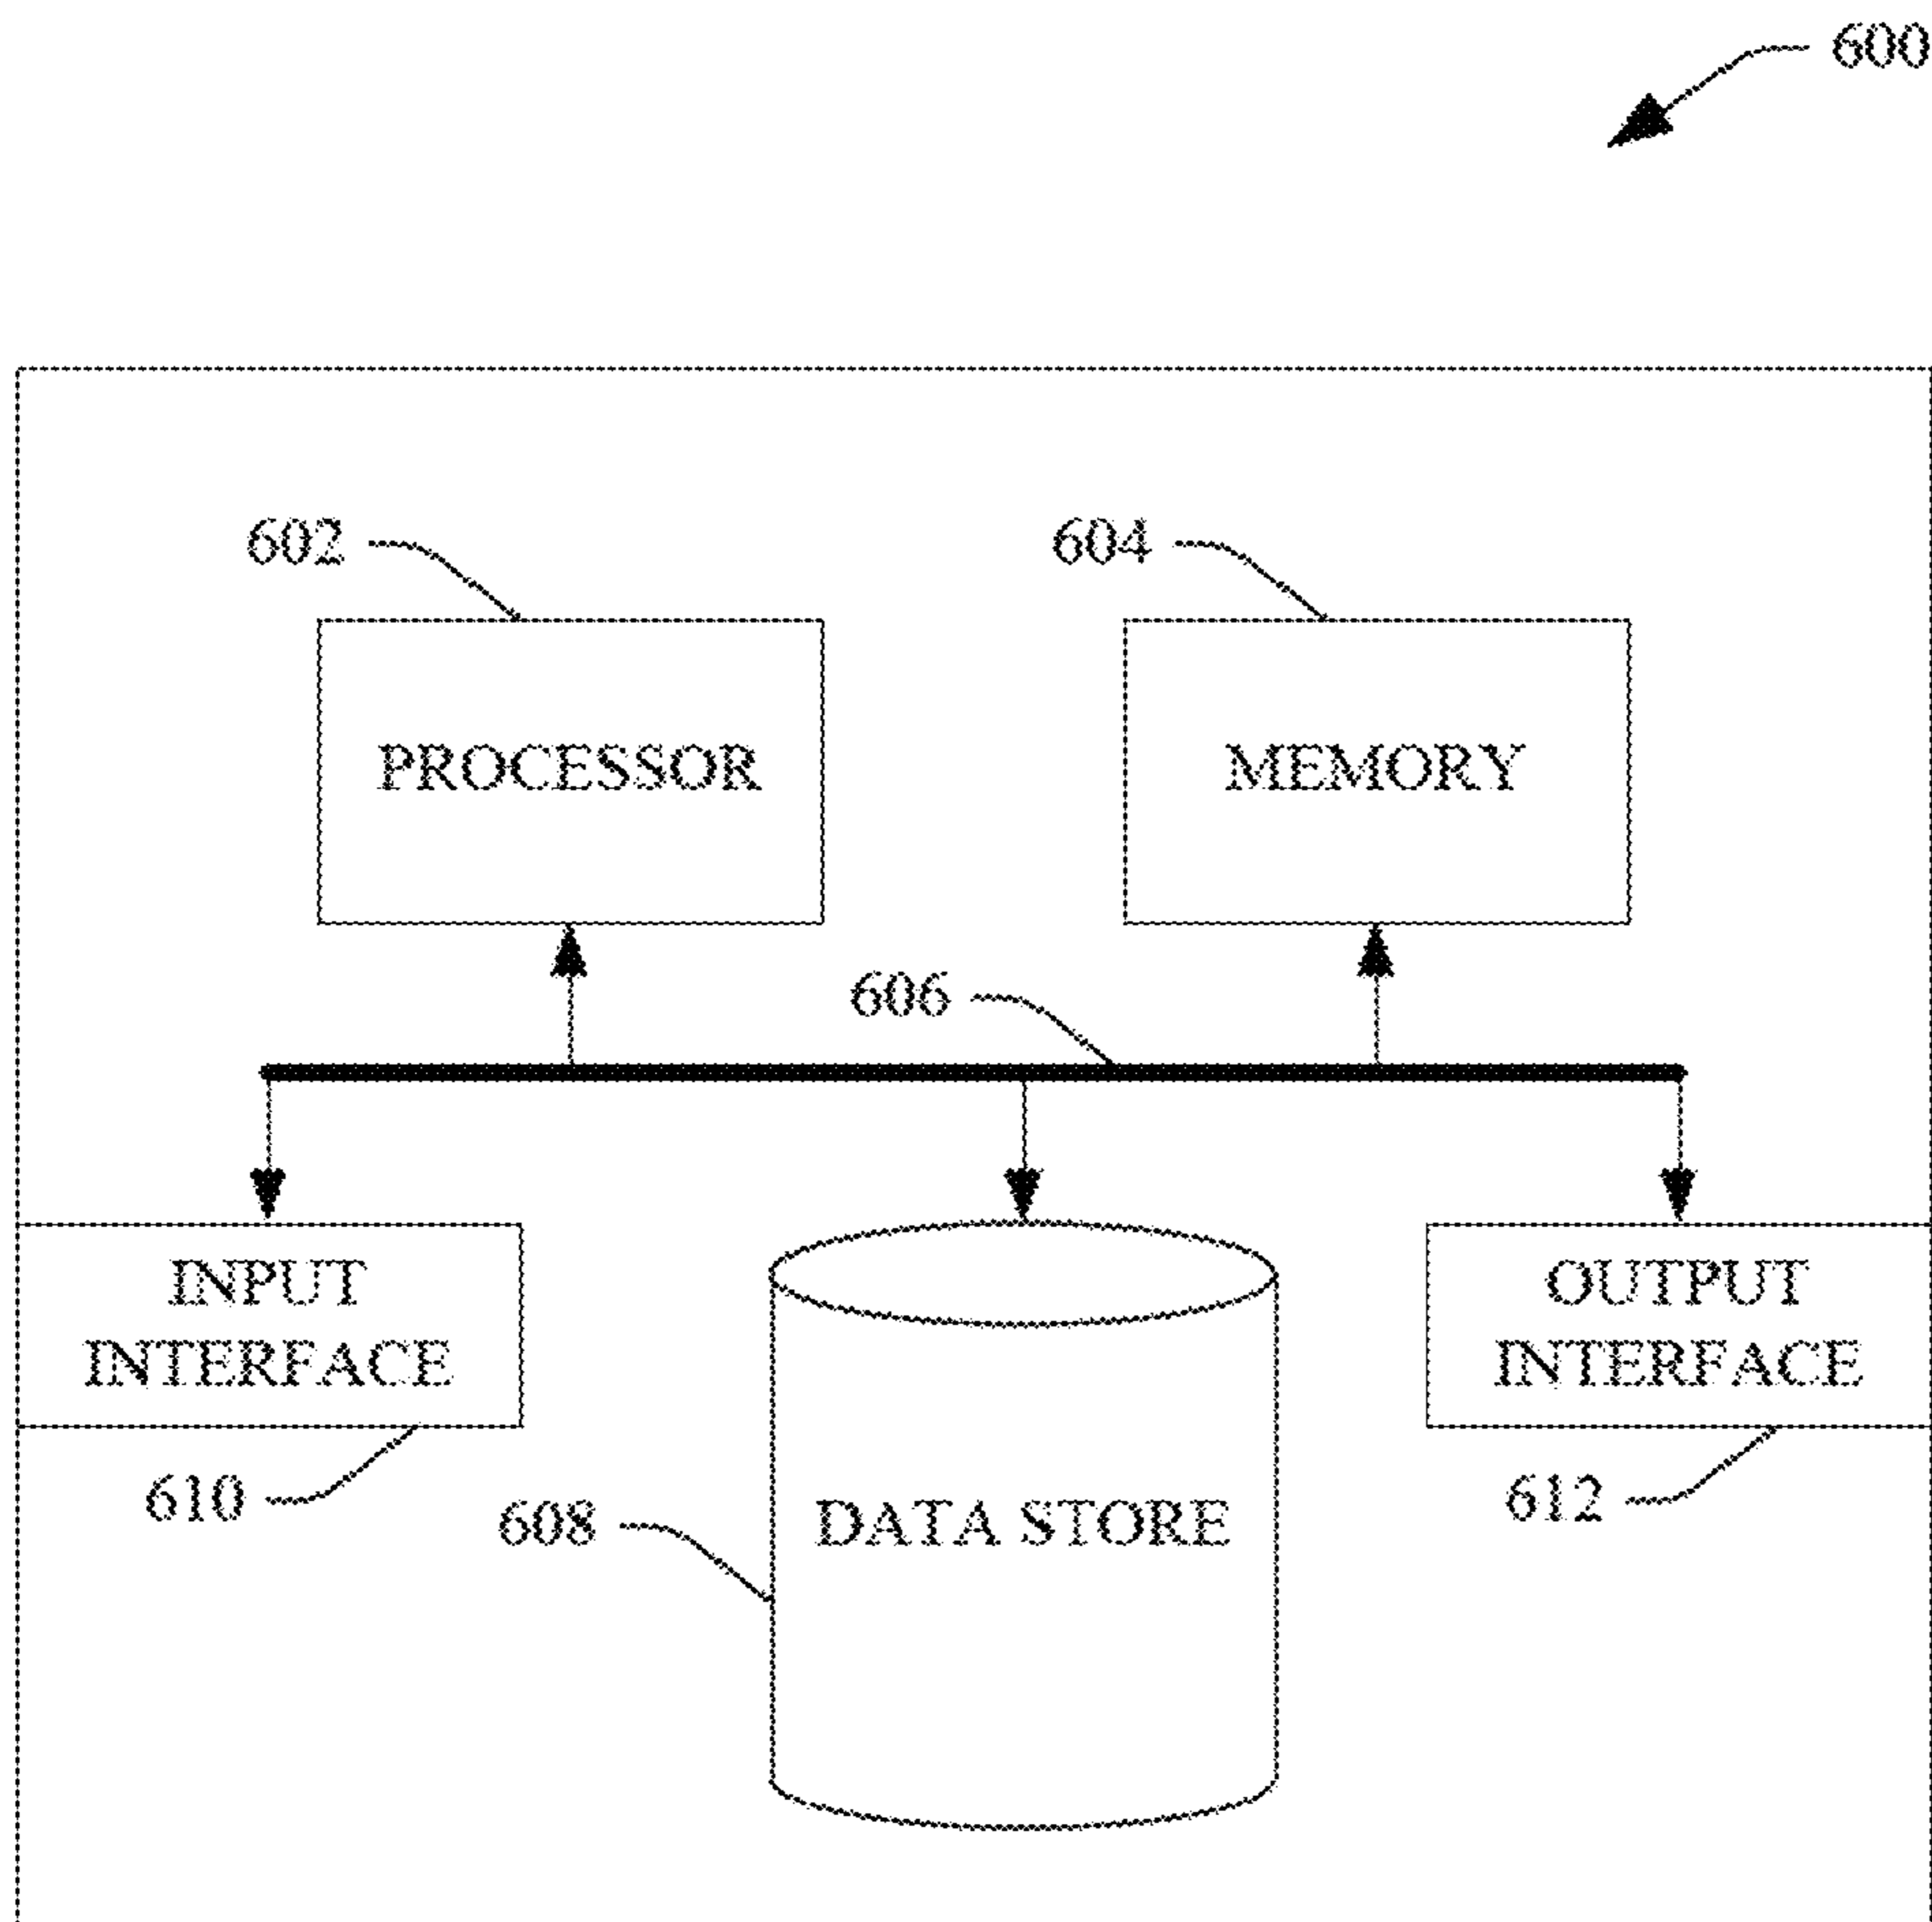 600
602
604
PROCESSOR
MEMORY
606
INPUT
INTERFACE
OUTPUT
INTERFACE
610
608
DATA STORE
612